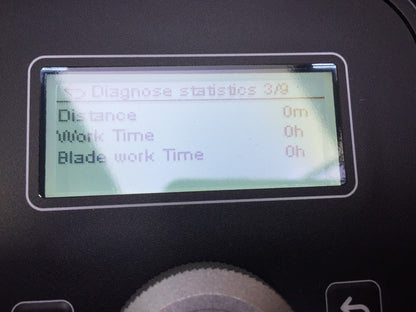 Diagnose statistics 3/9
Distance 0m
Work Time 0h
Blade work Time 0h